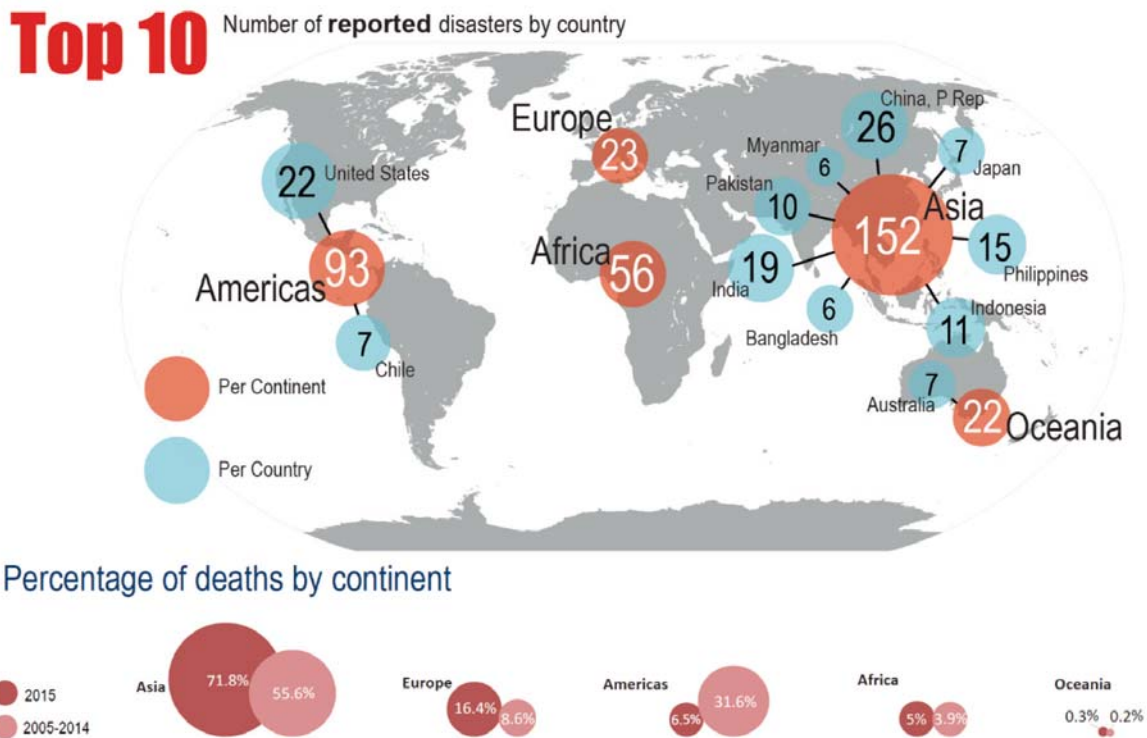 Top 10
Number of reported disasters by country
Europe
23
China, P Rep
26
Myanmar
6
7
Japan
22
United States
Pakistan
10
Asia
152
Africa
56
19
India
15
Philippines
93
Americas
6
Bangladesh
Indonesia
11
7
Chile
7
Australia
22
Oceania
Per Continent
Per Country
Percentage of deaths by continent
2015
2005-2014
Asia
71.8%
55.6%
Europe
16.4%
8.6%
Americas
6.5%
31.6%
Africa
5%
3.9%
Oceania
0.3%
0.2%